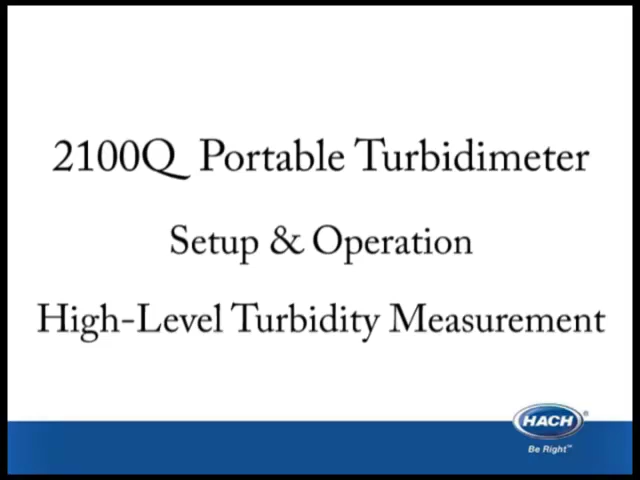 2100Q Portable Turbidimeter
Setup & Operation
High-Level Turbidity Measurement
HACH®
Be Right™